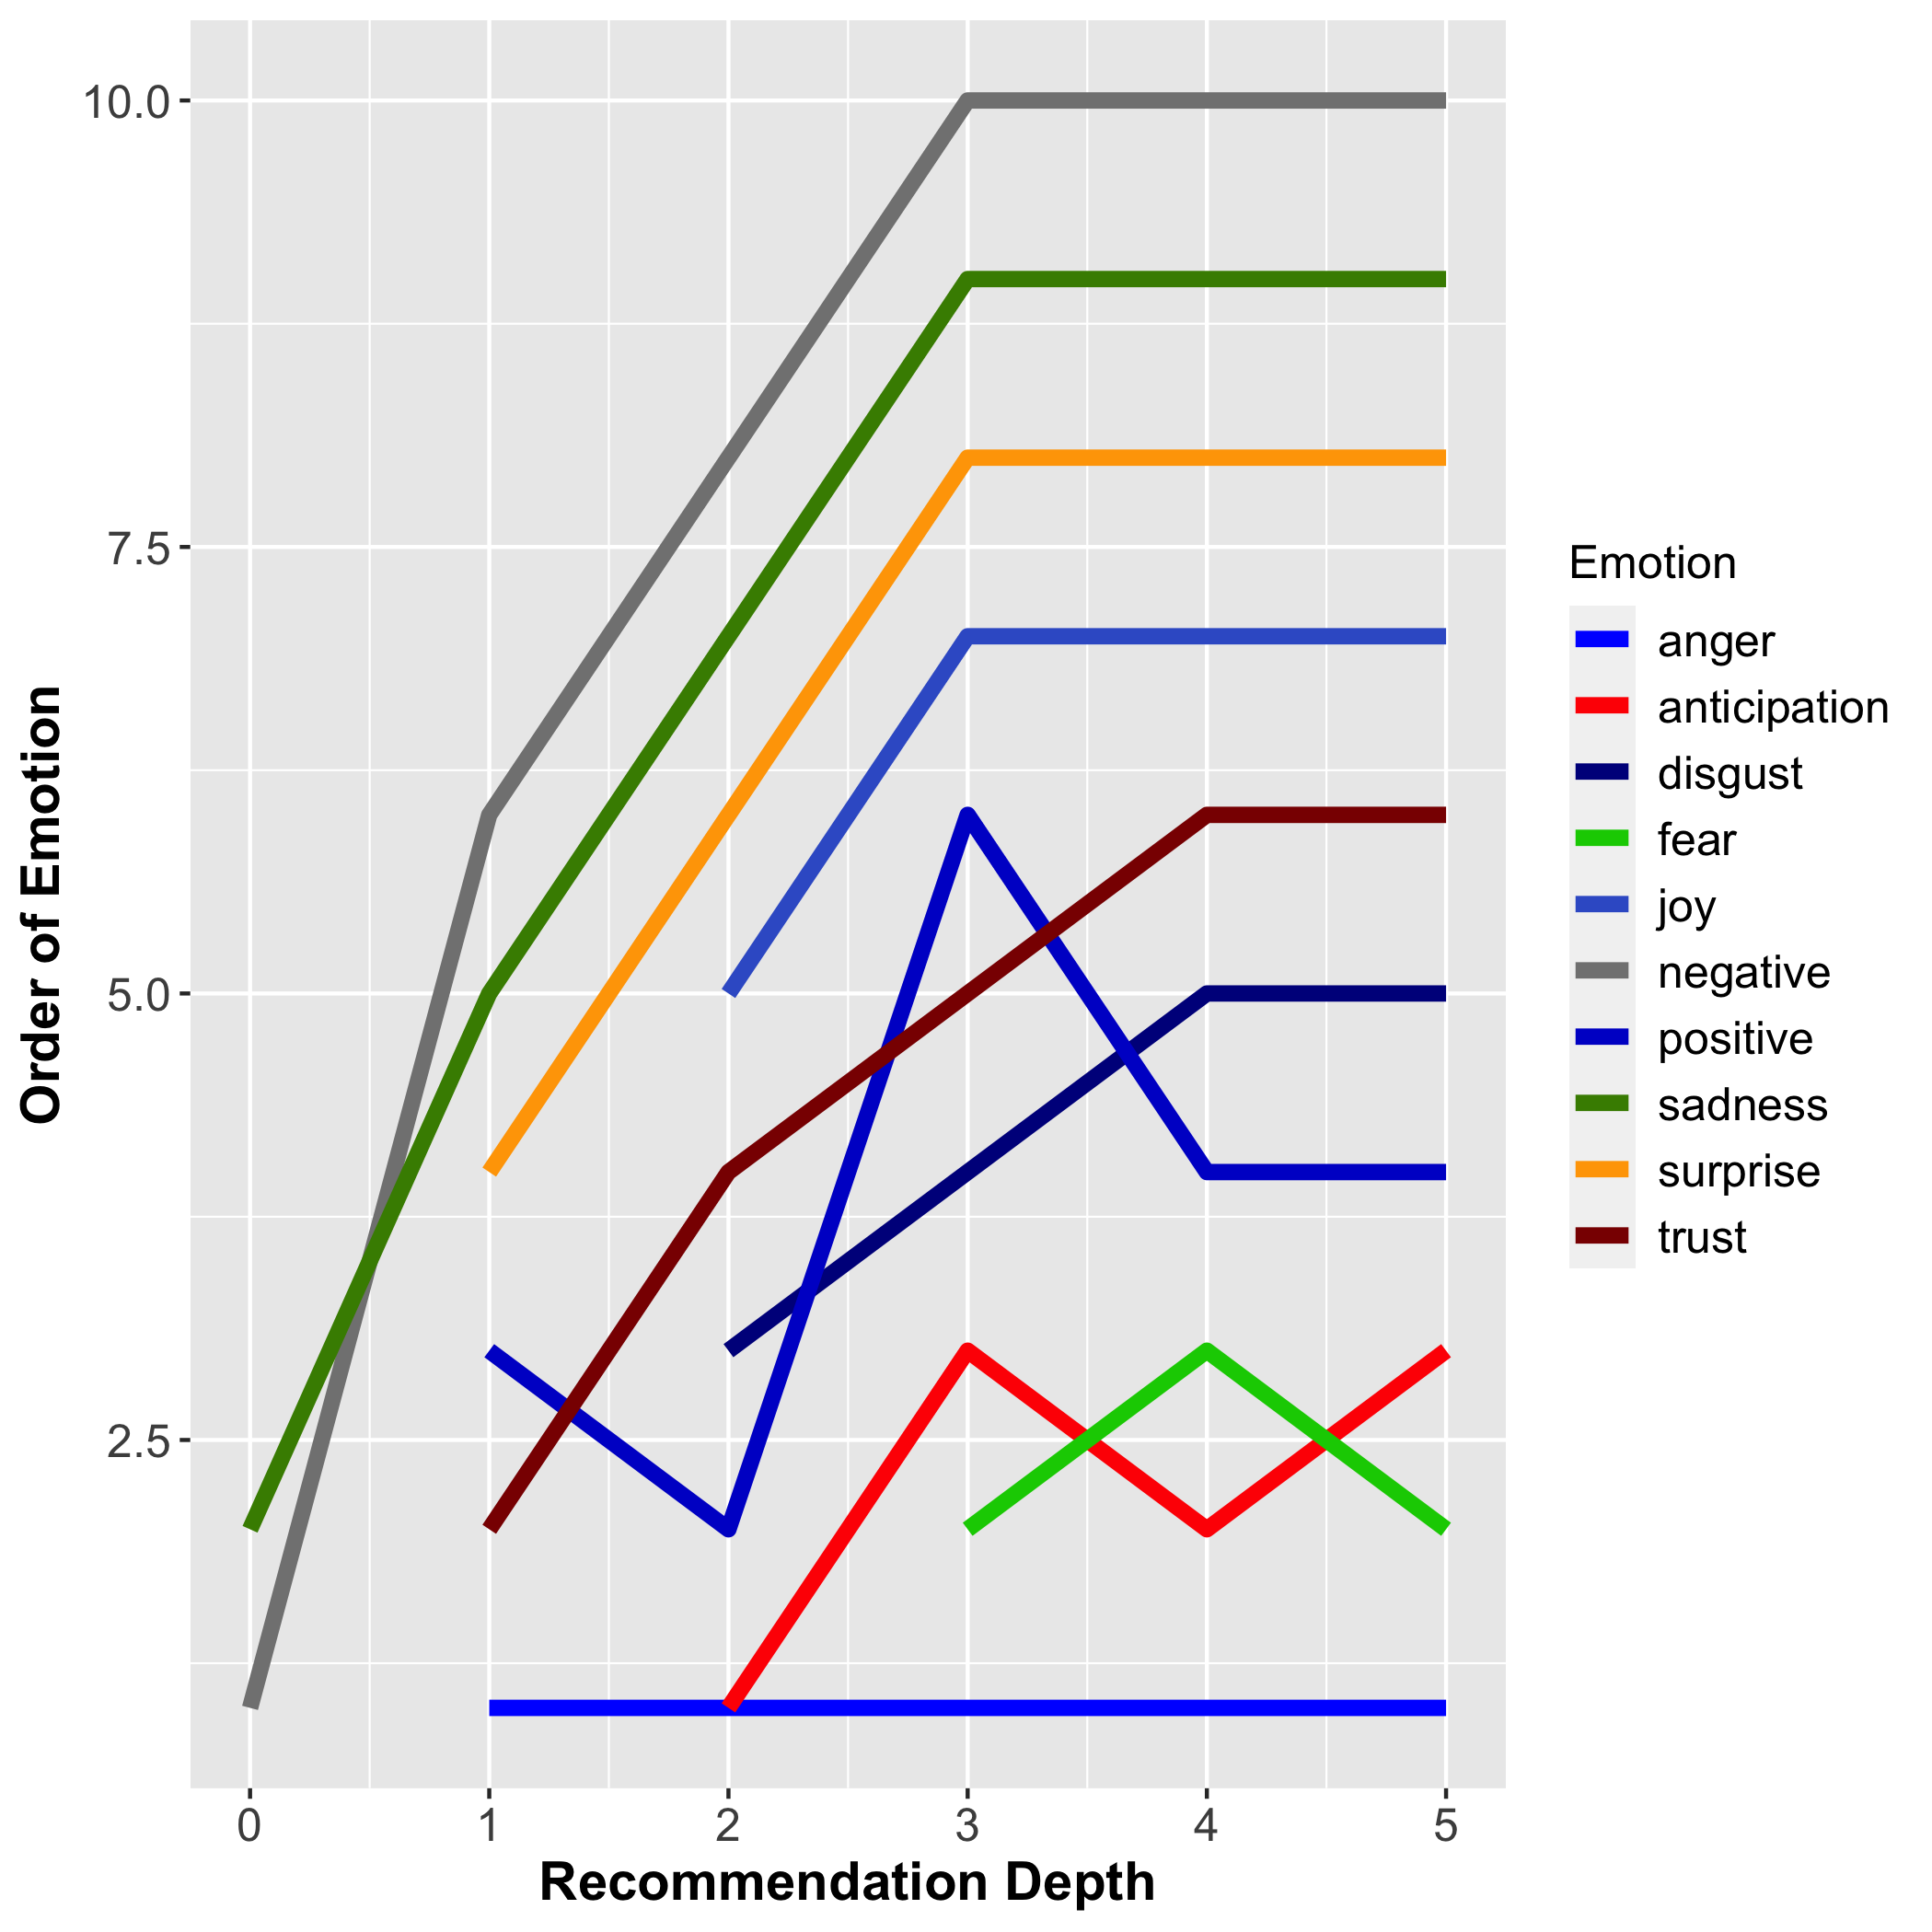 10.0
7.5
5.0
2.5
Order of Emotion
0 1 2 3 4 5
Recommendation Depth
Emotion
anger
anticipation
disgust
fear
joy
negative
positive
sadness
surprise
trust